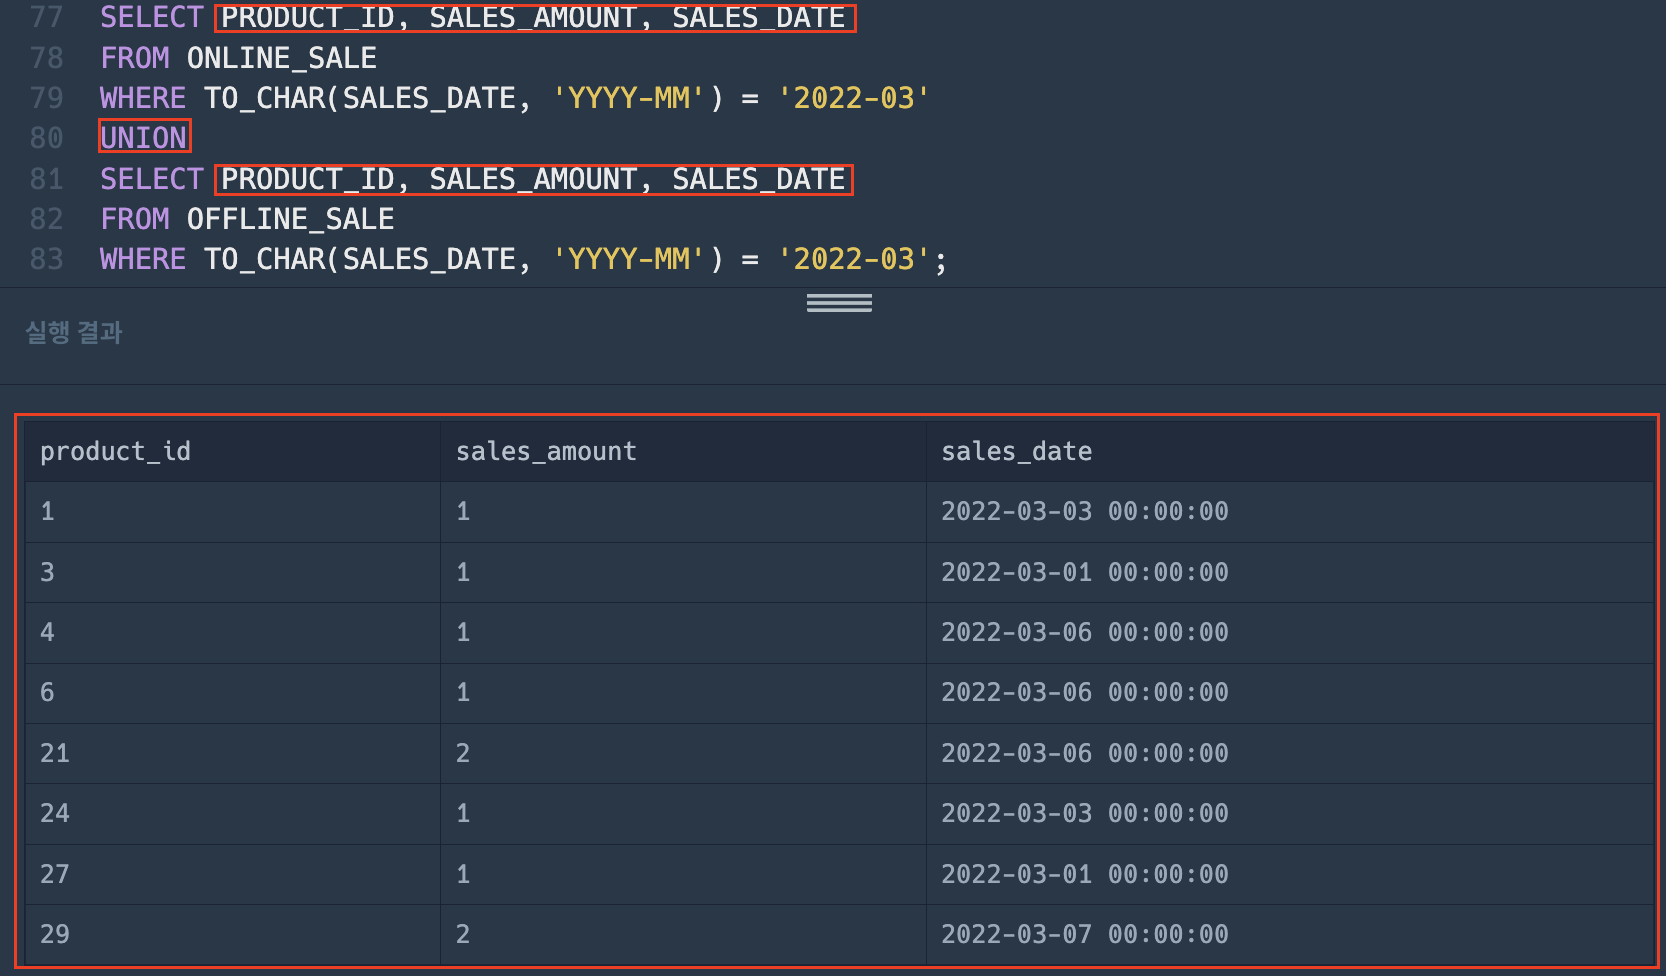 77 SELECT PRODUCT_ID, SALES_AMOUNT, SALES_DATE
78 FROM ONLINE_SALE
79 WHERE TO_CHAR(SALES_DATE, 'YYYY-MM') = '2022-03'
80 UNION
81 SELECT PRODUCT_ID, SALES_AMOUNT, SALES_DATE
82 FROM OFFLINE_SALE
83 WHERE TO_CHAR(SALES_DATE, 'YYYY-MM') = '2022-03';
실행 결과
product_id sales_amount sales_date
1 1 2022-03-03 00:00:00
3 1 2022-03-01 00:00:00
4 1 2022-03-06 00:00:00
6 1 2022-03-06 00:00:00
21 2 2022-03-06 00:00:00
24 1 2022-03-03 00:00:00
27 1 2022-03-01 00:00:00
29 2 2022-03-07 00:00:00